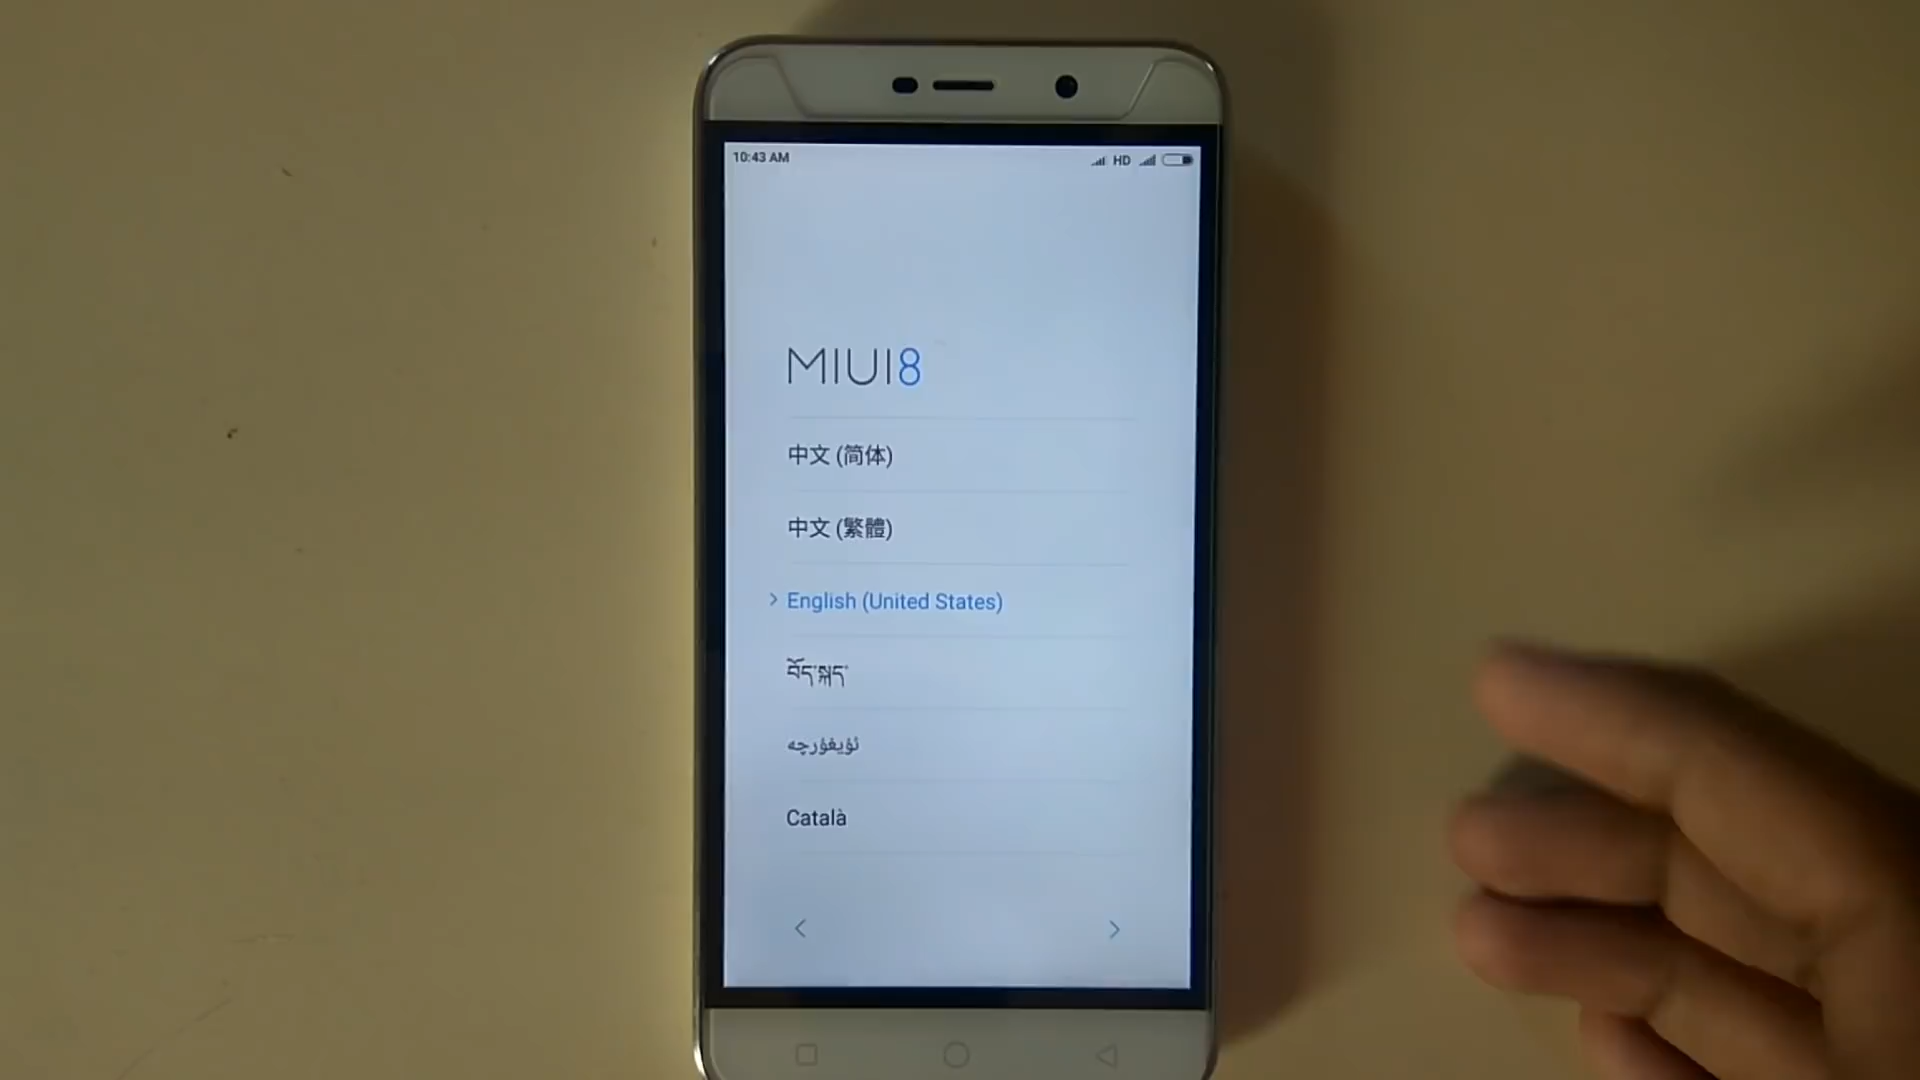 10:43 AM
HD
MIUI8
中文 (简体)
中文 (繁體)
English (United States)
བོད་སྐད་
ئۇيغۇرچە
Català